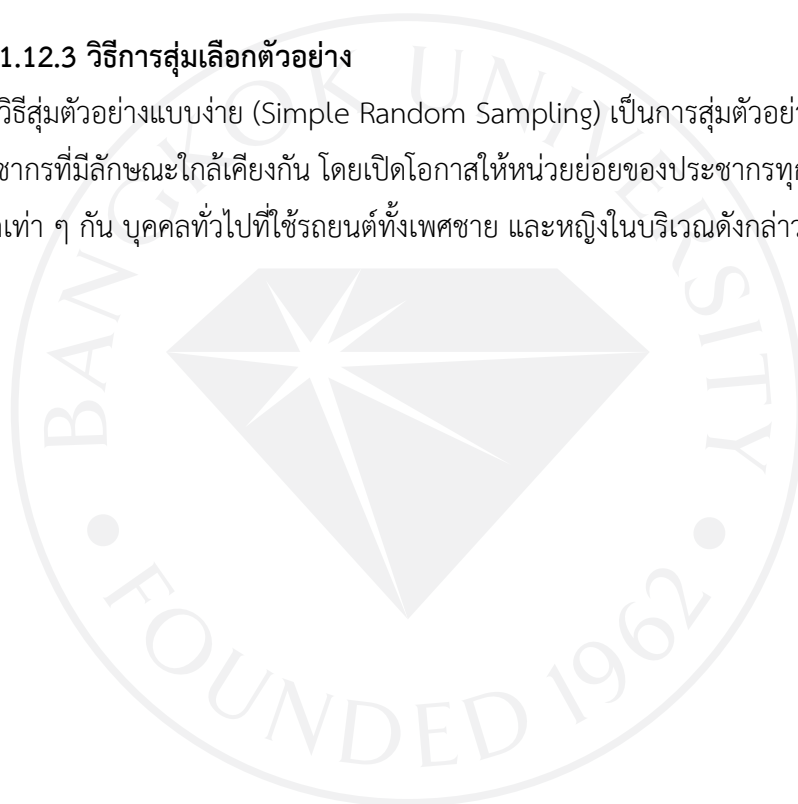 1.12.3 วิธีการสุ่มเลือกตัวอย่าง
วิธีสุ่มตัวอย่างแบบง่าย (Simple Random Sampling) เป็นการสุ่มตัวอย่
ชากรที่มีลักษณะใกล้เคียงกัน โดยเปิดโอกาสให้หน่วยย่อยของประชากรทุ
เท่า ๆ กัน บุคคลทั่วไปที่ใช้รถยนต์ทั้งเพศชาย และหญิงในบริเวณดังกล่าว
BANGKOK UNIVERSITY
FOUNDED 1962